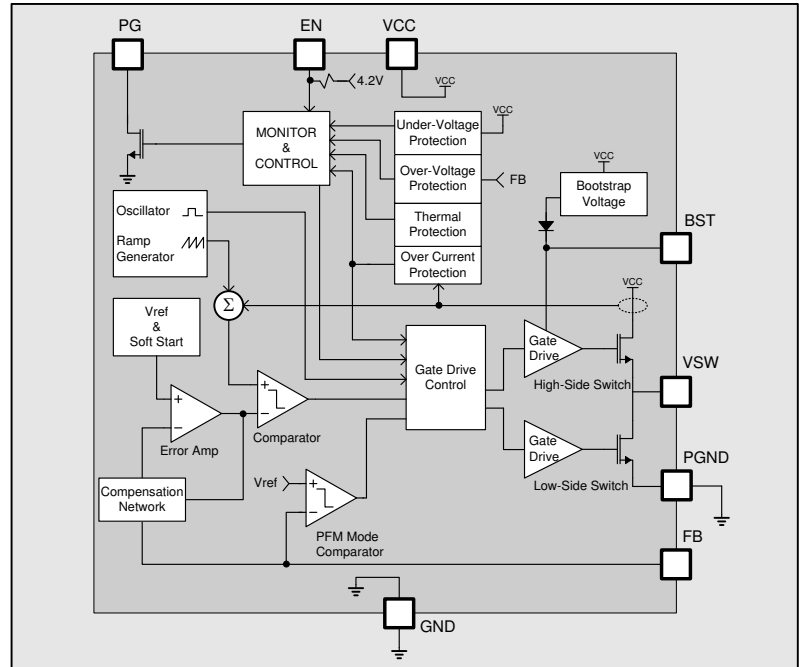 PG
EN
VCC
4.2V
VCC
MONITOR
&
CONTROL
Under-Voltage
Protection
VCC
Over-Voltage
Protection
FB
Thermal
Protection
Over Current
Protection
VCC
Bootstrap
Voltage
BST
Oscillator
Ramp
Generator
Σ
VCC
Vref
&
Soft Start
Gate Drive
Control
Gate
Drive
High-Side Switch
VSW
+
−
Error Amp
+
−
Comparator
Gate
Drive
Low-Side Switch
PGND
Compensation
Network
Vref
+
−
PFM Mode
Comparator
FB
GND